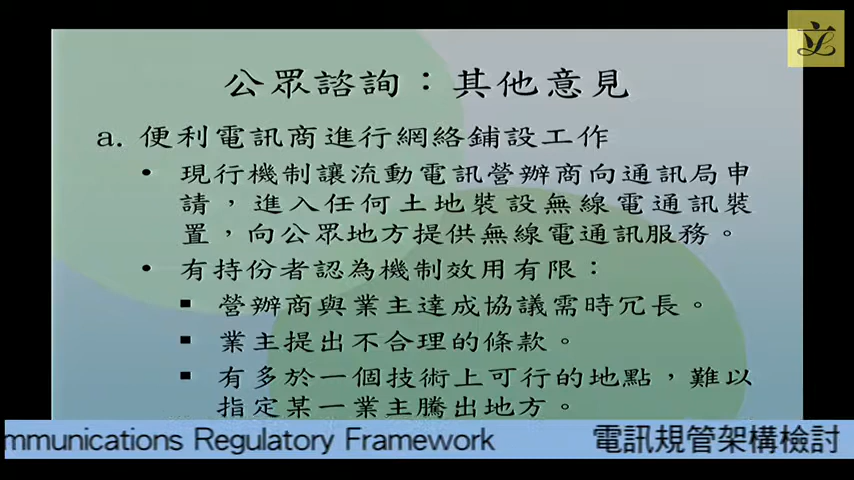 立
公眾諮詢：其他意見
a. 便利電訊商進行網絡鋪設工作
• 現行機制讓流動電訊營辦商向通訊局申
請，進入任何土地裝設無線電通訊裝
置，向公眾地方提供無線電通訊服務。
• 有持份者認為機制效用有限：
▪ 營辦商與業主達成協議需時冗長。
▪ 業主提出不合理的條款。
▪ 有多於一個技術上可行的地點，難以
指定某一業主騰出地方。
mmunications Regulatory Framework 電訊規管架構檢討